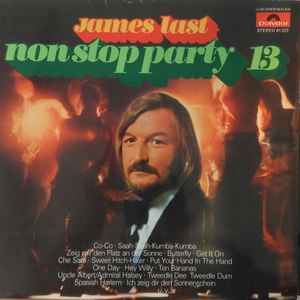 james last
non stop party 13
Polydor
STEREO
Co-Co · Saah-Saah-Kumba-Kumba
Zeig mir den Platz an der Sonne · Butterfly · Get It On
Che Sara · Sweet Hitch-Hiker · Put Your Hand In The Hand
One Day · Hey Willy · Ten Bananas
Uncle Albert/Admiral Halsey · Tweedle Dee Tweedle Dum
Spanish Harlem · Ich zeig dir den Sonnenschein